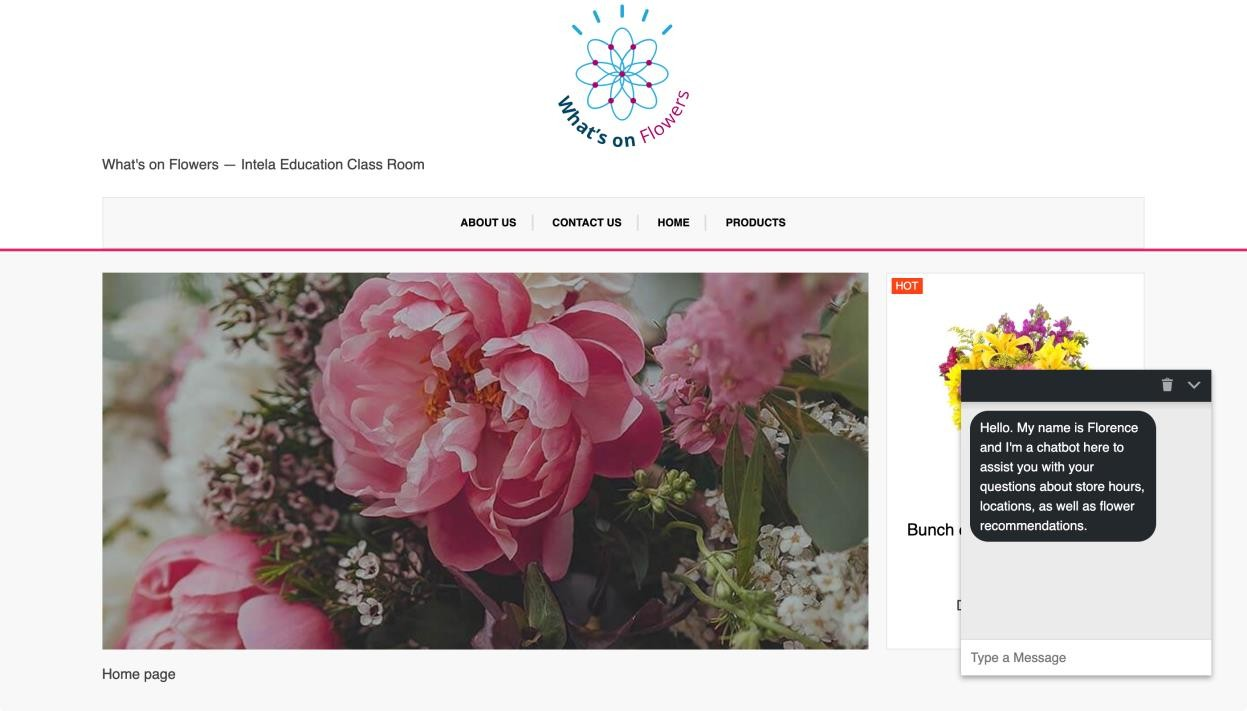 What's on Flowers
What's on Flowers — Intela Education Class Room
ABOUT US
CONTACT US
HOME
PRODUCTS
HOT
Bunch
Hello. My name is Florence
and I'm a chatbot here to
assist you with your
questions about store hours,
locations, as well as flower
recommendations.
Type a Message
Home page